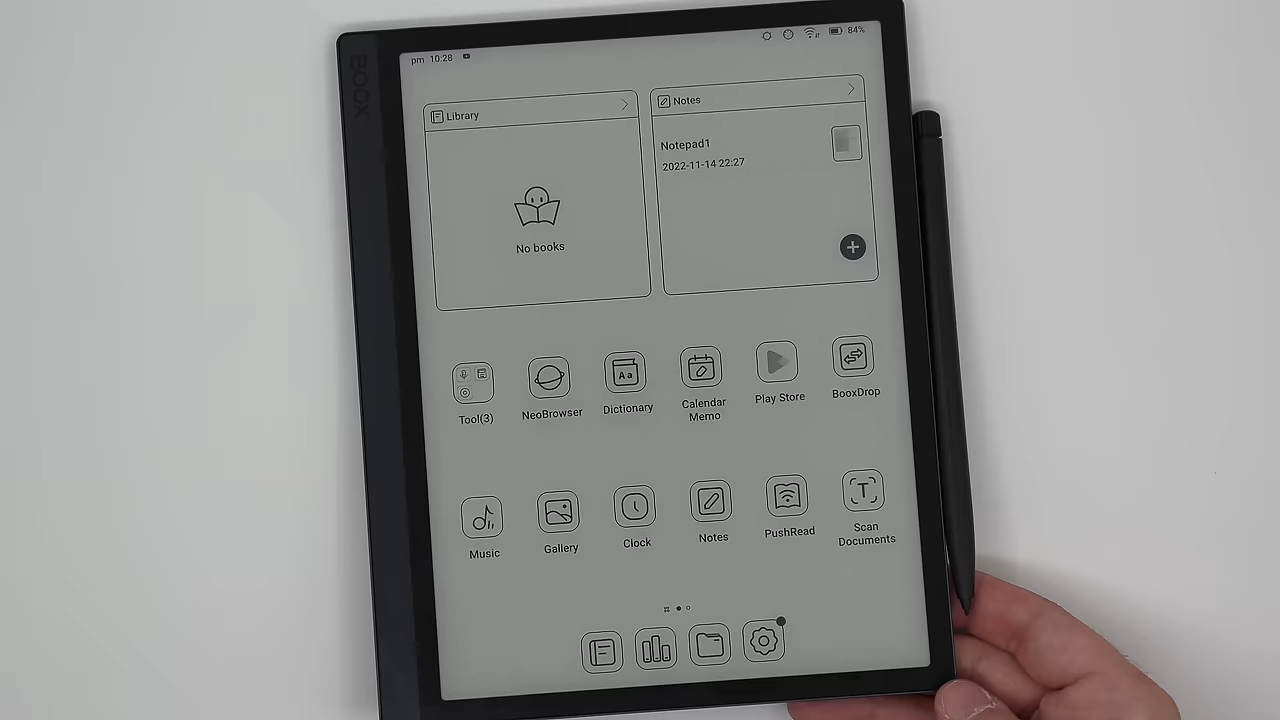 BOOX
pm 10:28
84%
Library
No books
Notes
Notepad1
2022-11-14 22:27
Tool(3)
NeoBrowser
Dictionary
Aa
Calendar
Memo
Play Store
BooxDrop
Music
Gallery
Clock
Notes
PushRead
T
Scan
Documents